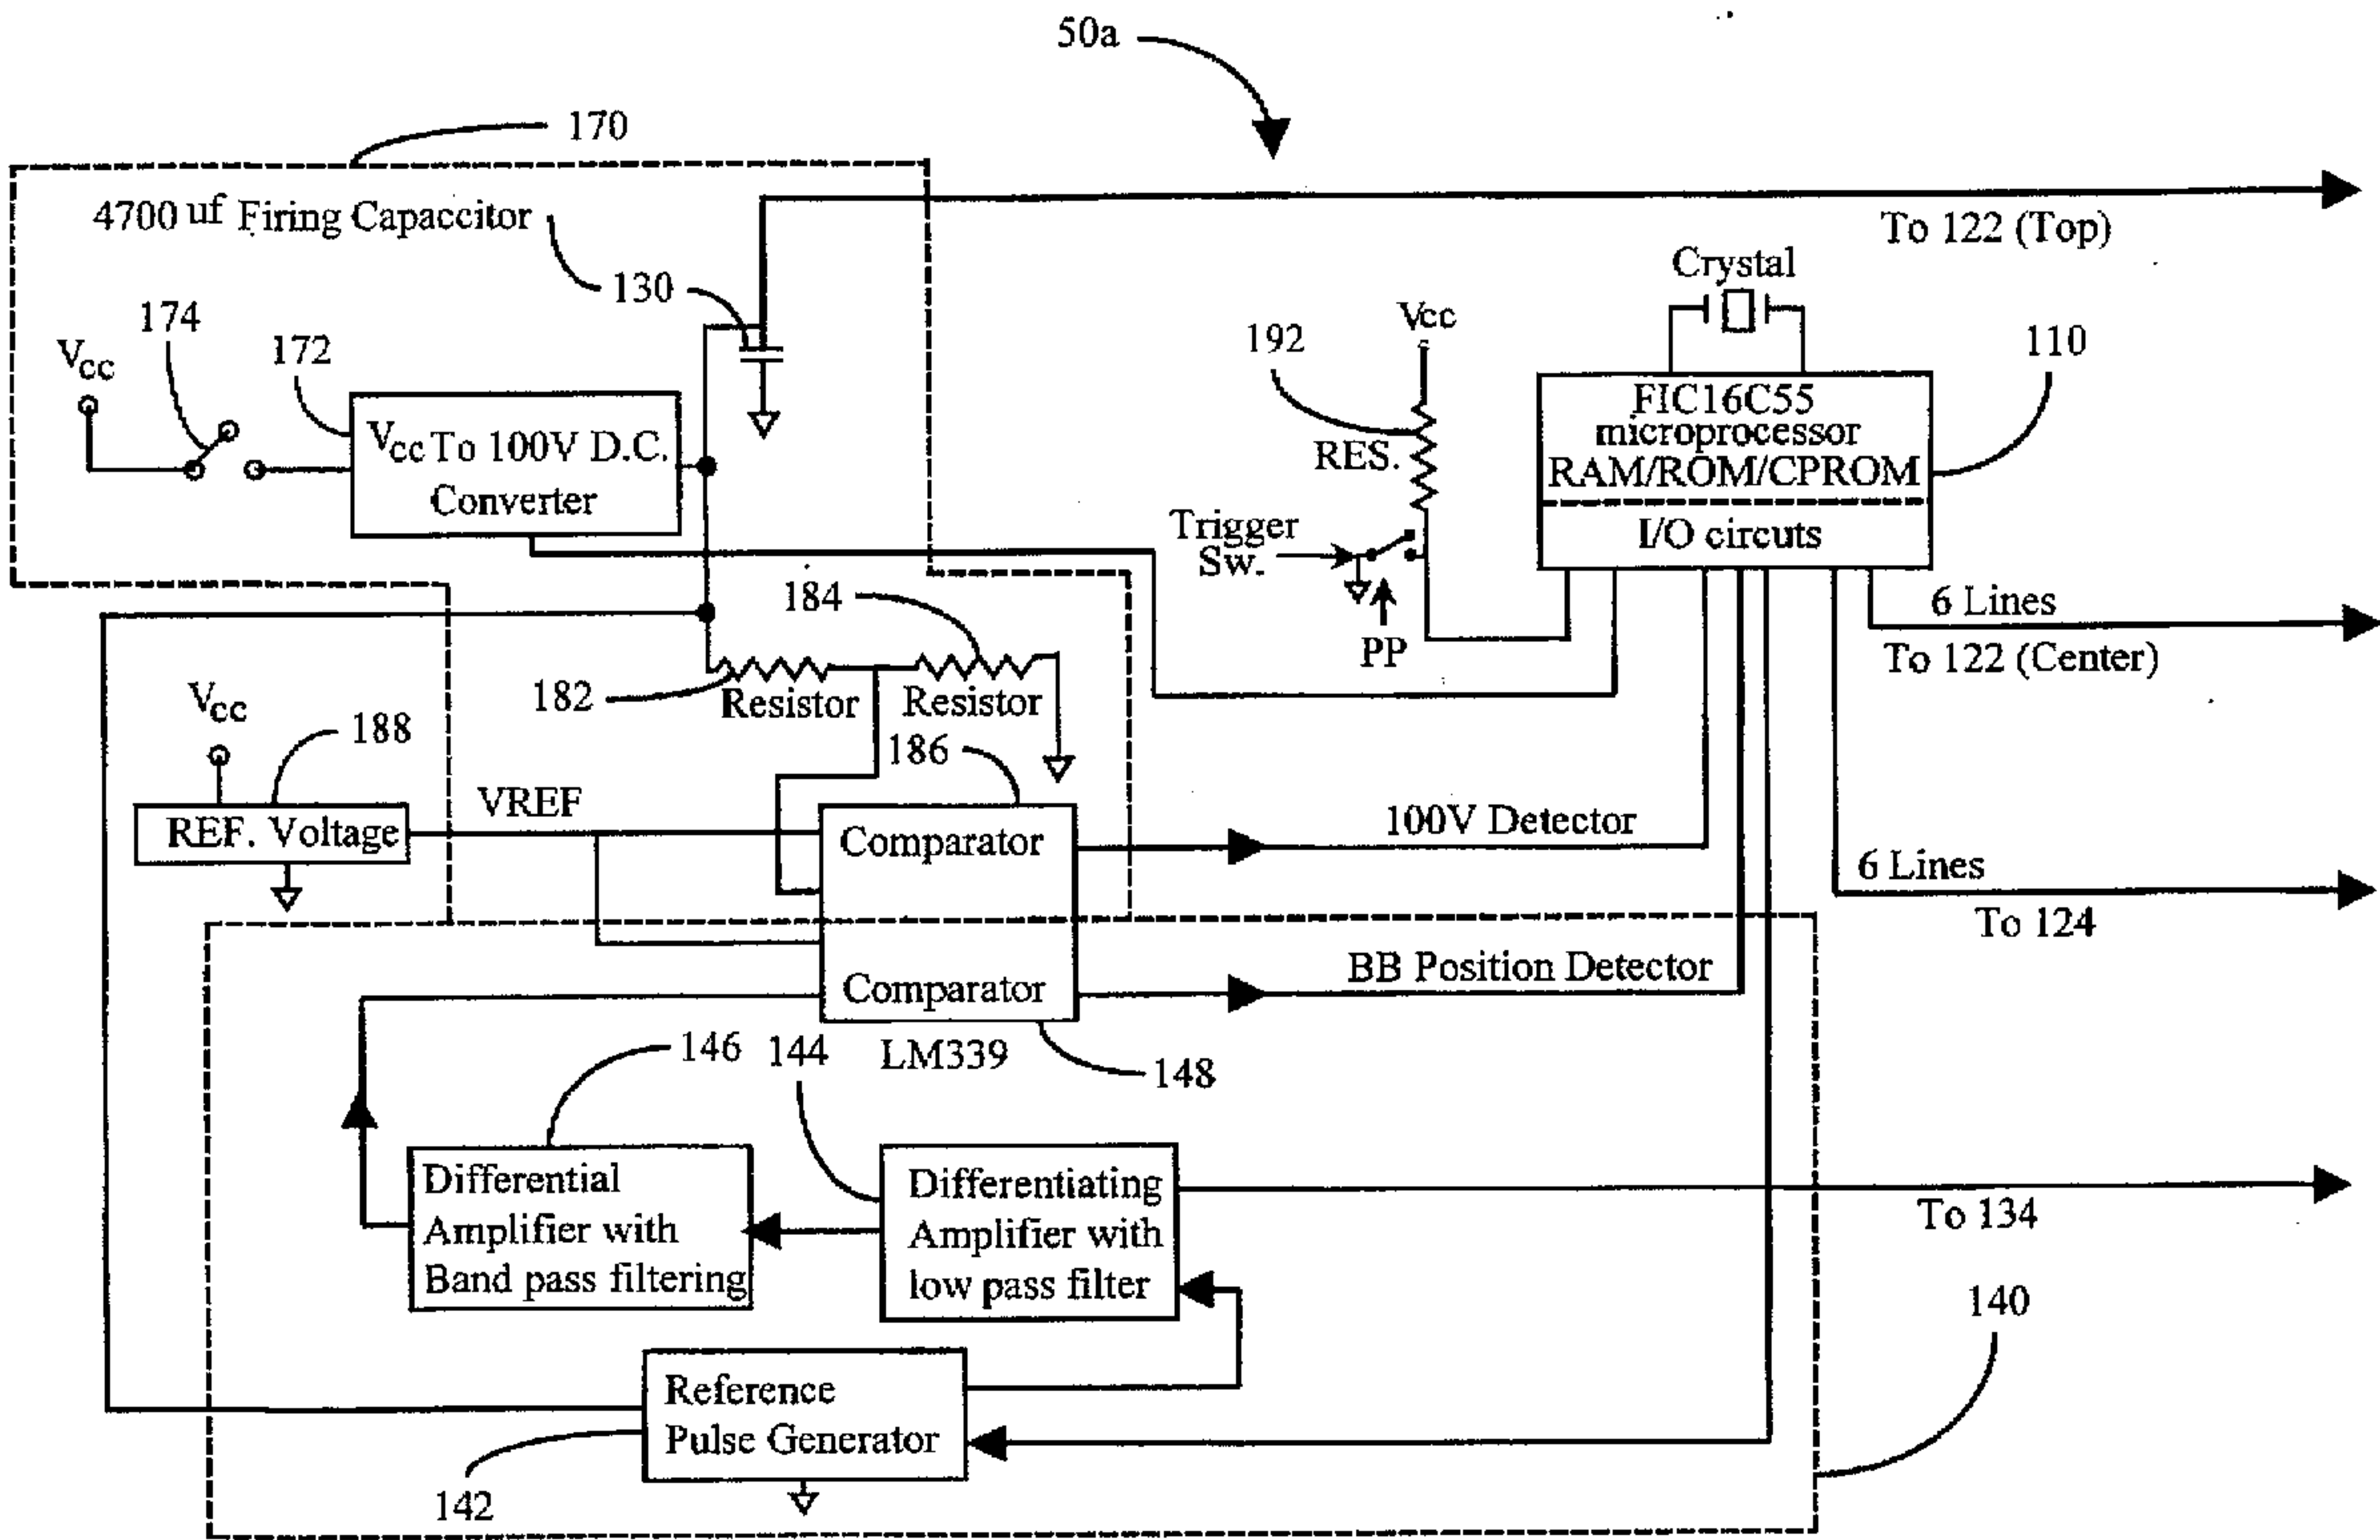 50a
170
4700 uf Firing Capaccitor
To 122 (Top)
130
Crystal
174
Vcc
172
Vcc
192
110
Vcc To 100V D.C.
Converter
FIC16C55
microprocessor
RAM/ROM/CPROM
I/O circuts
RES.
Trigger
Sw.
PP
184
6 Lines
To 122 (Center)
182
Resistor
Resistor
Vcc
188
186
REF. Voltage
VREF
Comparator
100V Detector
6 Lines
To 124
Comparator
BB Position Detector
LM339
146
144
148
Differential
Amplifier with
Band pass filtering
Differentiating
Amplifier with
low pass filter
To 134
140
Reference
Pulse Generator
142